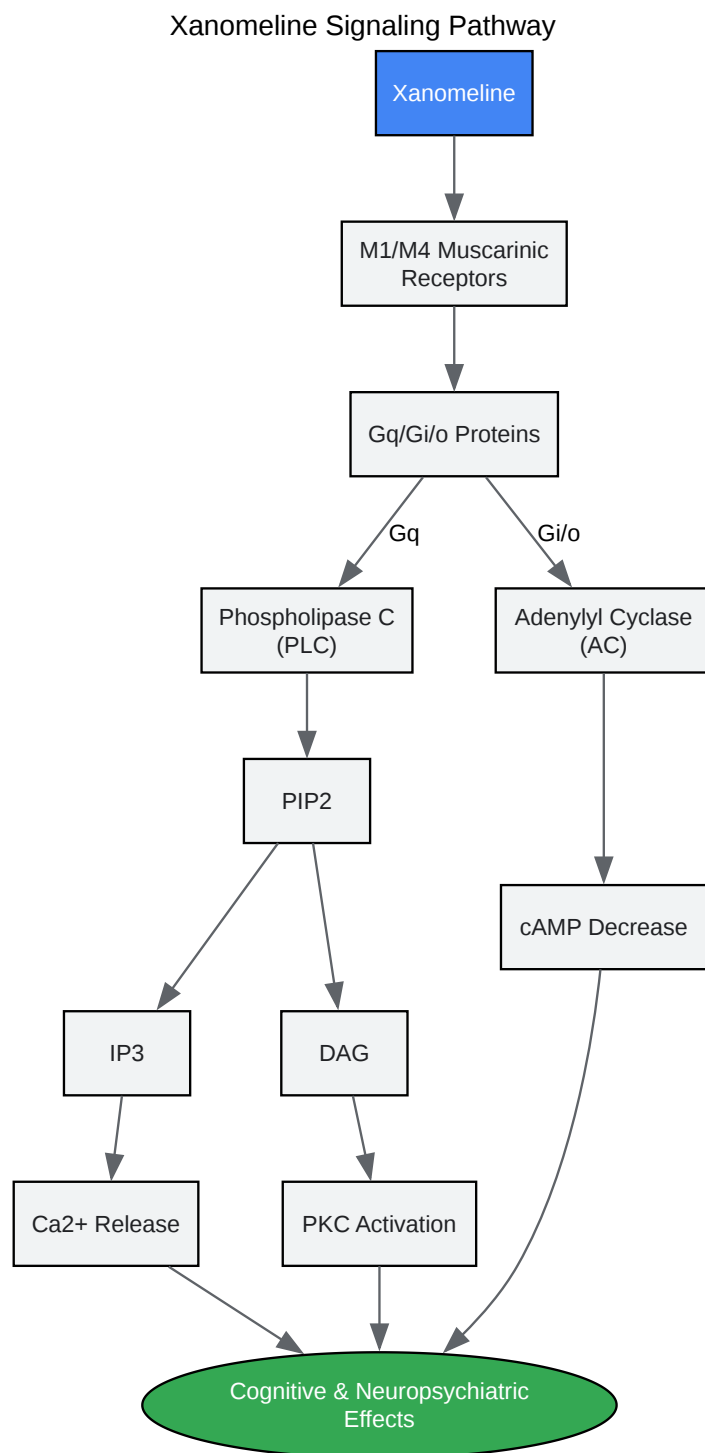 Xanomeline Signaling Pathway
Xanomeline
M1/M4 Muscarinic
Receptors
Gq/Gi/o Proteins
Gq
Gi/o
Phospholipase C
(PLC)
Adenylyl Cyclase
(AC)
PIP2
cAMP Decrease
IP3
DAG
Ca2+ Release
PKC Activation
Cognitive & Neuropsychiatric
Effects